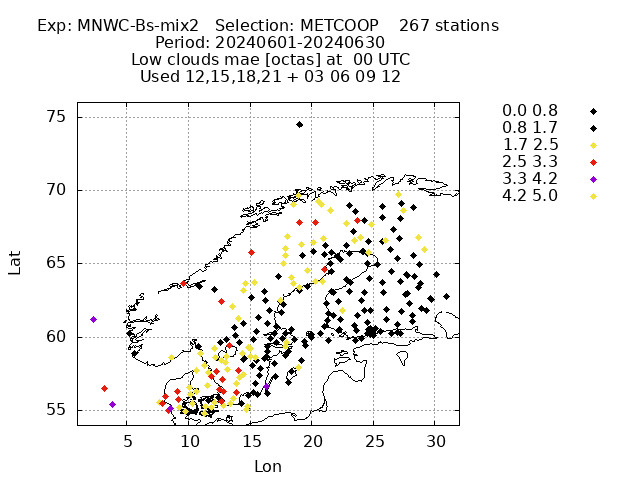 Exp: MNWC-Bs-mix2 Selection: METCOOP 267 stations
Period: 20240601-20240630
Low clouds mae [octas] at 00 UTC
Used 12,15,18,21 + 03 06 09 12
75
70
65
60
55
Lat
5 10 15 20 25 30
Lon
0.0 0.8
0.8 1.7
1.7 2.5
2.5 3.3
3.3 4.2
4.2 5.0